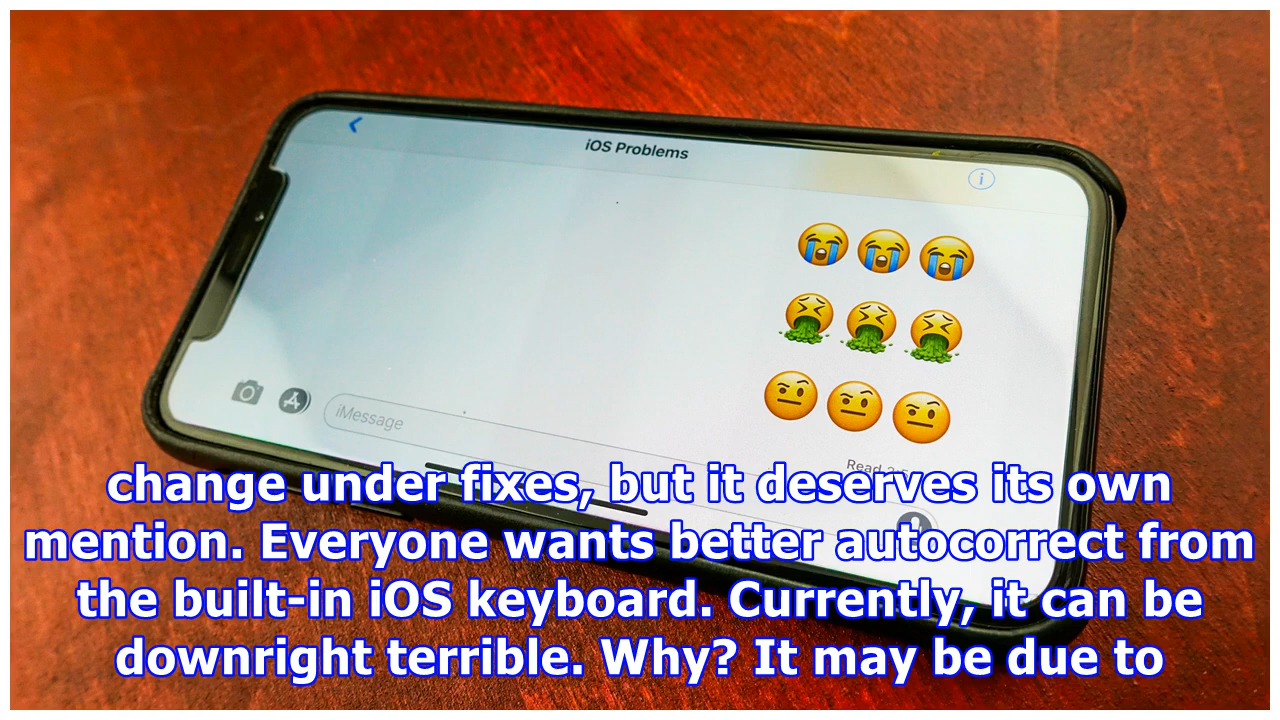 iOS Problems
iMessage
Read
change under fixes, but it deserves its own
mention. Everyone wants better autocorrect from
the built-in iOS keyboard. Currently, it can be
downright terrible. Why? It may be due to